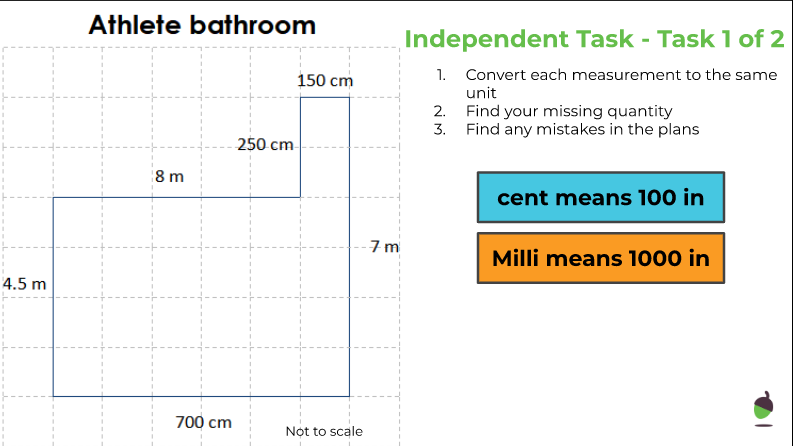 Athlete bathroom
Independent Task - Task 1 of 2
1. Convert each measurement to the same
unit
2. Find your missing quantity
3. Find any mistakes in the plans
150 cm
250 cm
8 m
7 m
4.5 m
700 cm
Not to scale
cent means 100 in
Milli means 1000 in